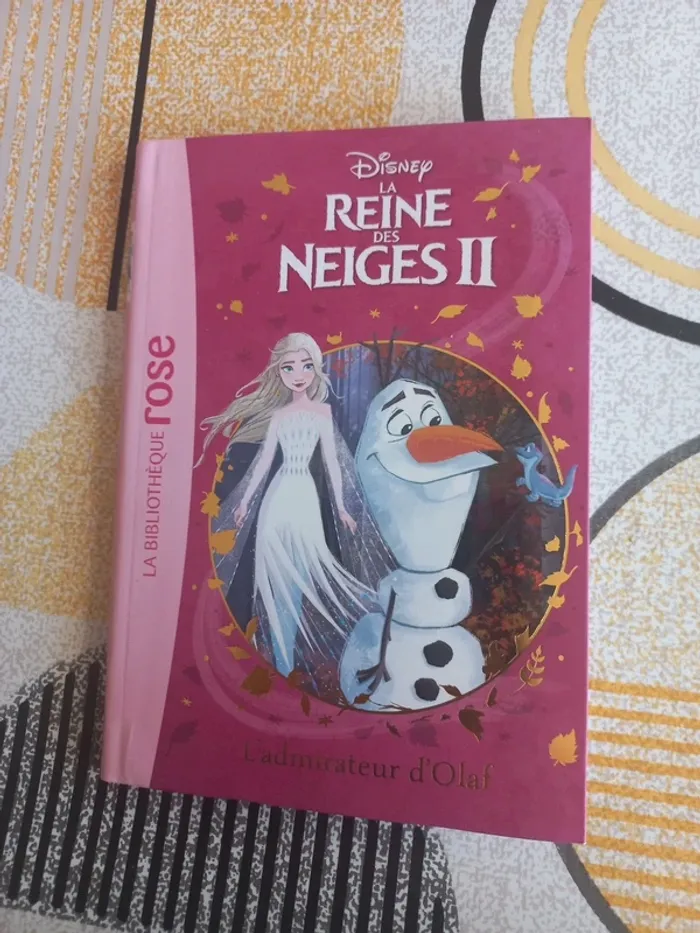 DISNEY
LA
REINE
DES
NEIGES II
LA BIBLIOTHÈQUE rose
L'admirateur d'Olaf